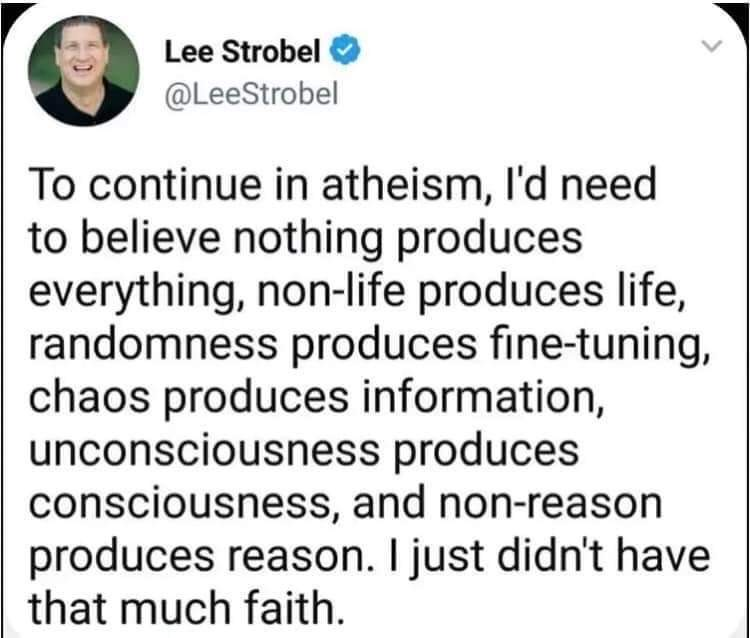 Lee Strobel
@LeeStrobel
To continue in atheism, I'd need
to believe nothing produces
everything, non-life produces life,
randomness produces fine-tuning,
chaos produces information,
unconsciousness produces
consciousness, and non-reason
produces reason. I just didn't have
that much faith.